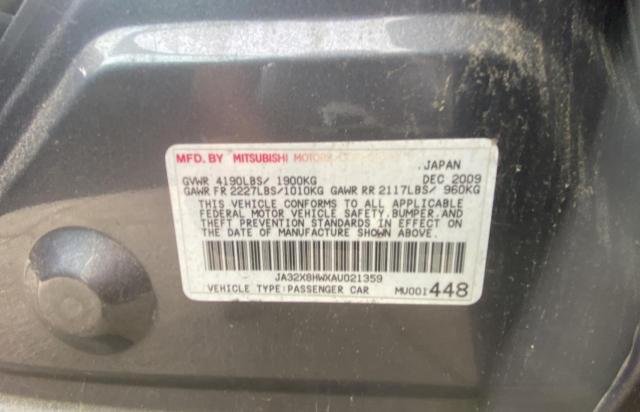 MFD. BY MITSUBISHI MOTORS CORPORATION, JAPAN
GVWR 4190LBS/ 1900KG DEC 2009
GAWR FR 2227LBS/1010KG GAWR RR 2117LBS/ 960KG
THIS VEHICLE CONFORMS TO ALL APPLICABLE
FEDERAL MOTOR VEHICLE SAFETY,BUMPER,AND
THEFT PREVENTION STANDARDS IN EFFECT ON
THE DATE OF MANUFACTURE SHOWN ABOVE.
JA32X8HWXAU021359
VEHICLE TYPE:PASSENGER CAR MU001448